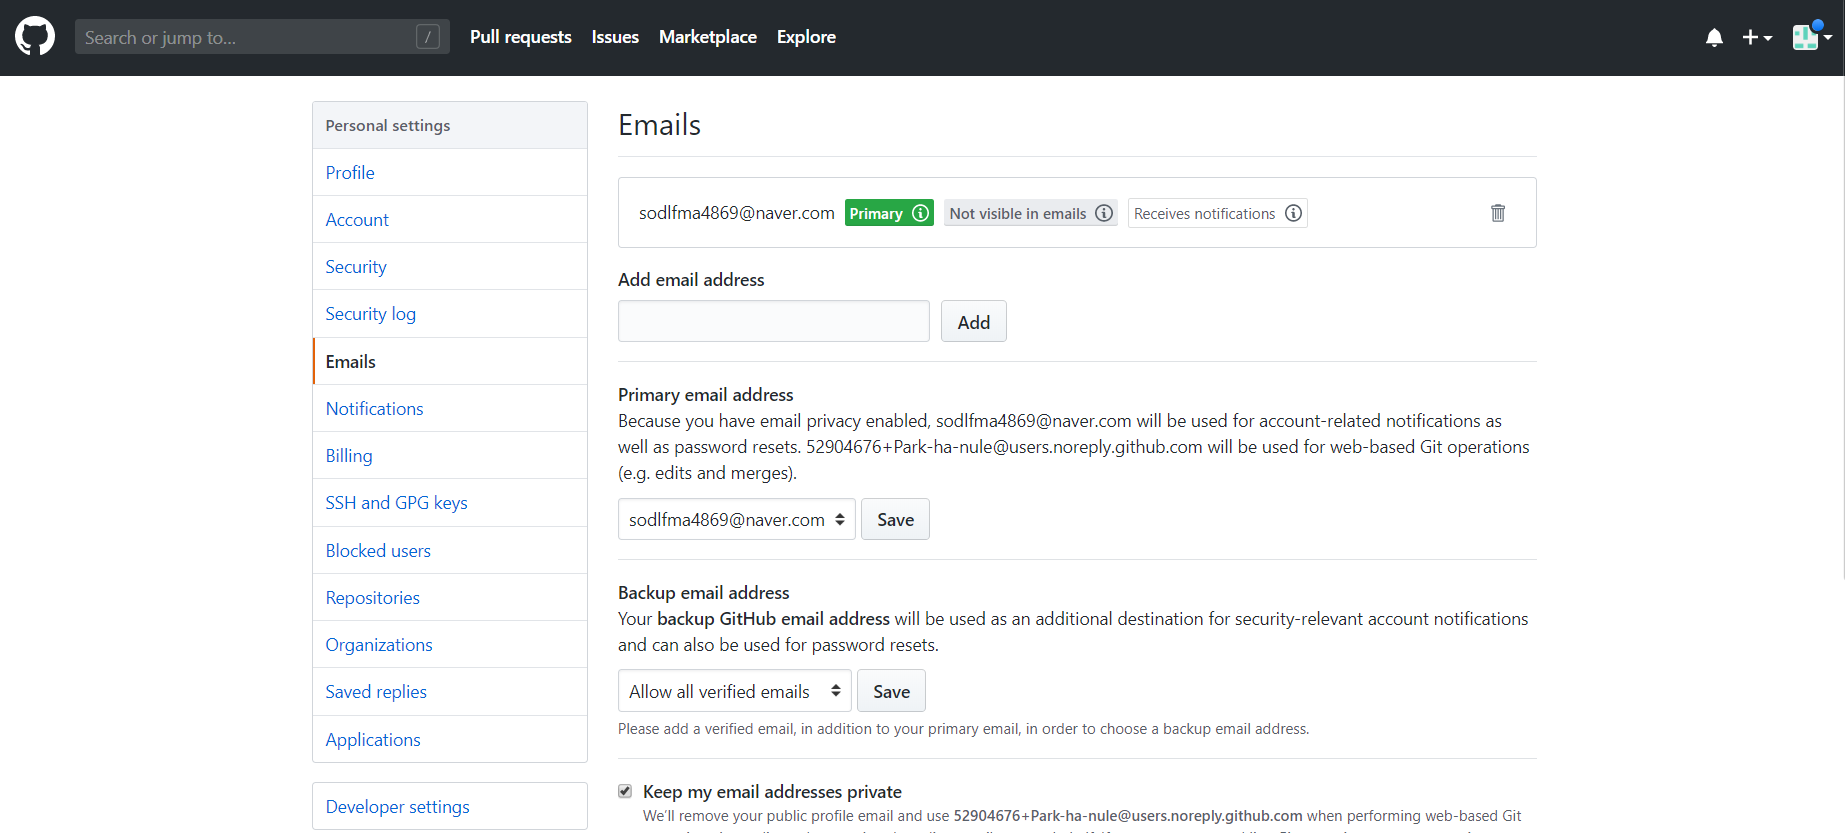 Search or jump to...
/
Pull requests
Issues
Marketplace
Explore
Personal settings
Profile
Account
Security
Security log
Emails
Notifications
Billing
SSH and GPG keys
Blocked users
Repositories
Organizations
Saved replies
Applications
Developer settings
Emails
sodlfma4869@naver.com Primary Not visible in emails Receives notifications
Add email address
Add
Primary email address
Because you have email privacy enabled, sodlfma4869@naver.com will be used for account-related notifications as
well as password resets. 52904676+Park-ha-nule@users.noreply.github.com will be used for web-based Git operations
(e.g. edits and merges).
sodlfma4869@naver.com Save
Backup email address
Your backup GitHub email address will be used as an additional destination for security-relevant account notifications
and can also be used for password resets.
Allow all verified emails Save
Please add a verified email, in addition to your primary email, in order to choose a backup email address.
Keep my email addresses private
We'll remove your public profile email and use 52904676+Park-ha-nule@users.noreply.github.com when performing web-based Git